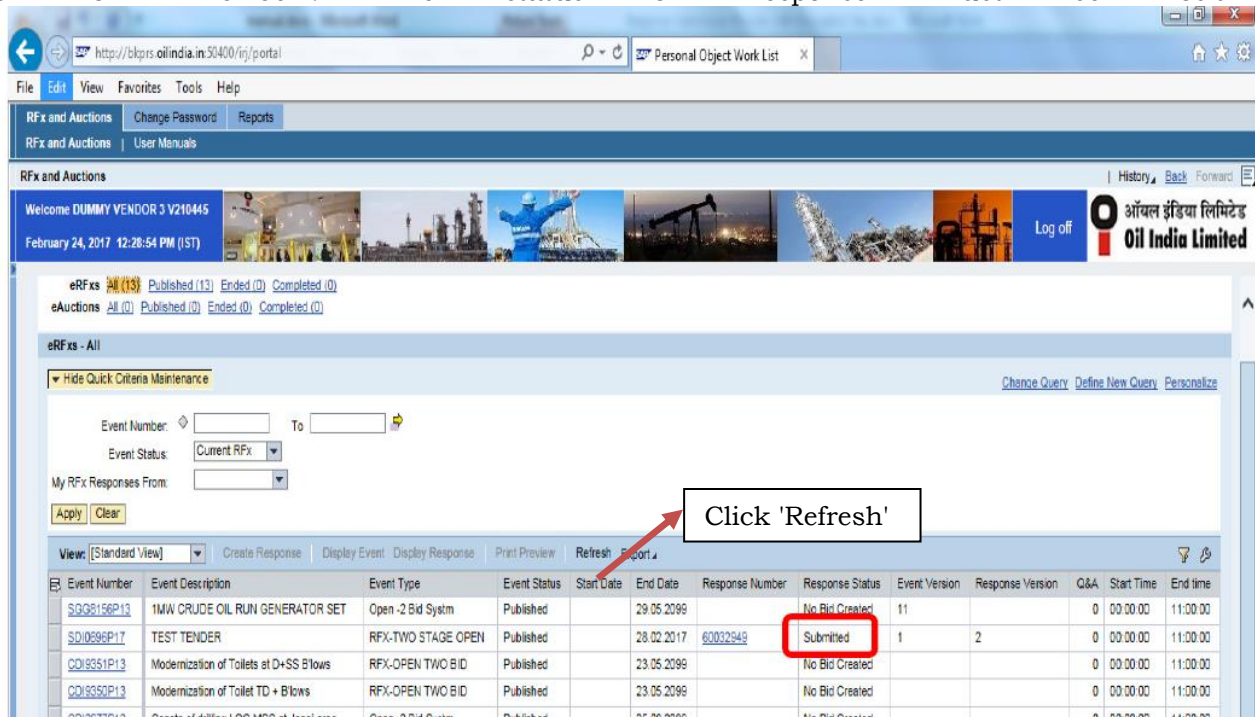 http://bkprs.oilindia.in:50400/irj/portal
Personal Object Work List
File Edit View Favorites Tools Help
RFx and Auctions Change Password Reports
RFx and Auctions | User Manuals
RFx and Auctions | History Back Forward
Welcome DUMMY VENDOR 3 V210445
February 24, 2017 12:28:54 PM (IST)
Log off
ऑयल इंडिया लिमिटेड
Oil India Limited
eRFxs All (13) Published (13) Ended (0) Completed (0)
eAuctions All (0) Published (0) Ended (0) Completed (0)
eRFxs - All
Hide Quick Criteria Maintenance
Change Query Define New Query Personalize
Event Number: To
Event Status: Current RFx
My RFx Responses From:
Apply Clear
Click 'Refresh'
View: [Standard View] Create Response Display Event Display Response Print Preview Refresh Export
Event Number Event Description Event Type Event Status Start Date End Date Response Number Response Status Event Version Response Version Q&A Start Time End time
SGG8156P13 1MW CRUDE OIL RUN GENERATOR SET Open -2 Bid Systm Published 29.05.2099 No Bid Created 11 0 00:00:00 11:00:00
SDI0696P17 TEST TENDER RFX-TWO STAGE OPEN Published 28.02.2017 60032949 Submitted 1 2 0 00:00:00 11:00:00
CDI9351P13 Modernization of Toilets at D+SS B'lows RFX-OPEN TWO BID Published 23.05.2099 No Bid Created 0 00:00:00 11:00:00
CDI9350P13 Modernization of Toilet TD + B'lows RFX-OPEN TWO BID Published 23.05.2099 No Bid Created 0 00:00:00 11:00:00